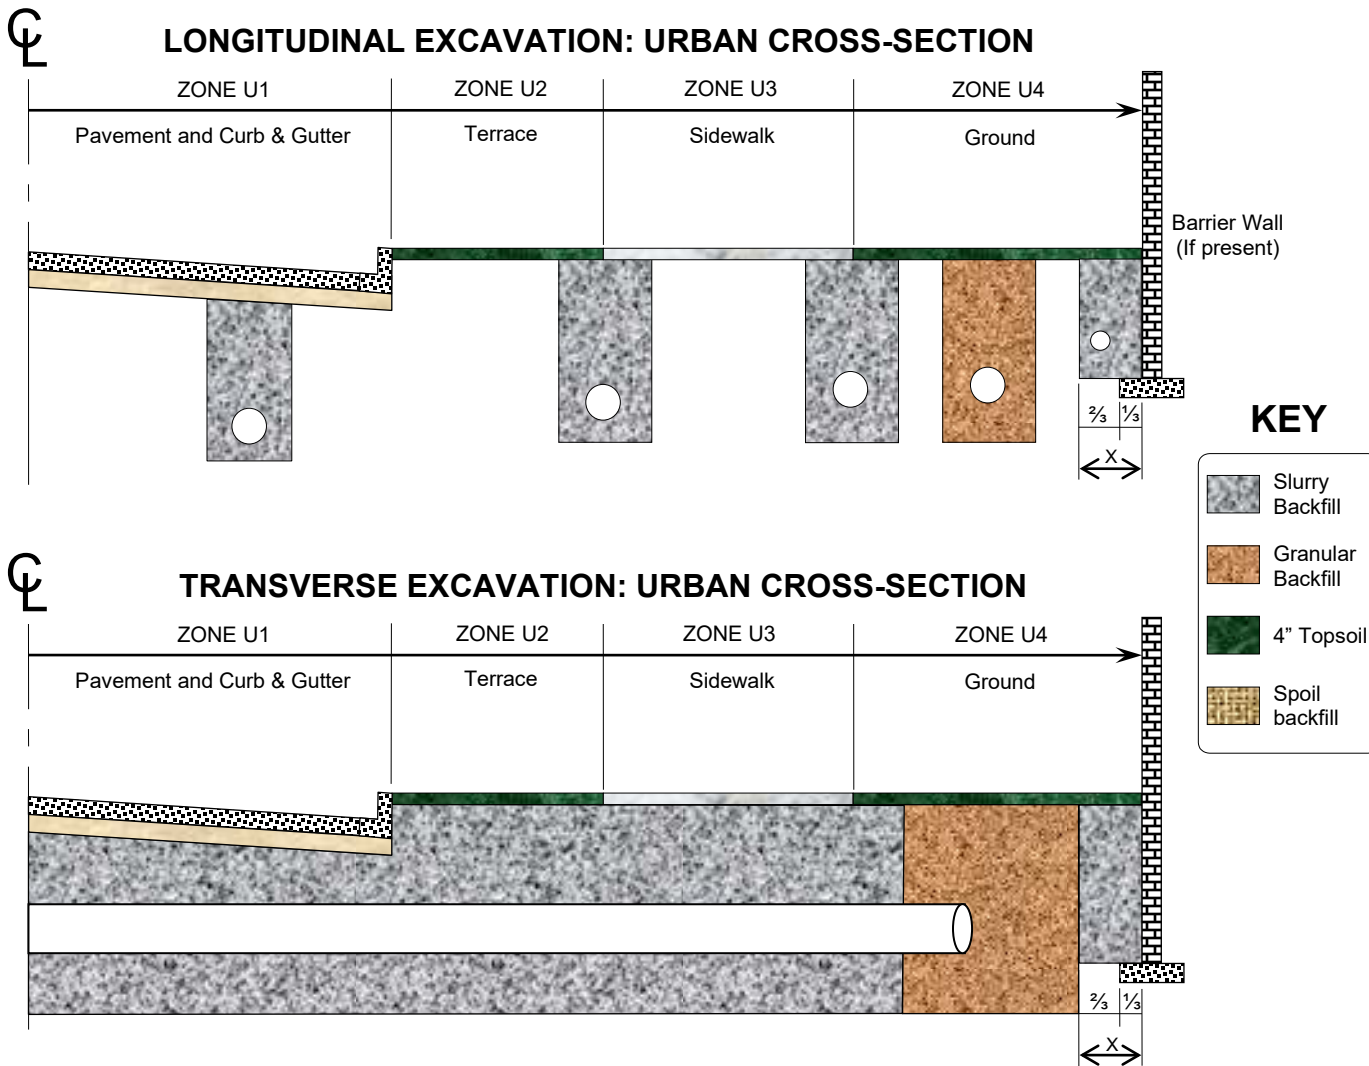 ℄
LONGITUDINAL EXCAVATION: URBAN CROSS-SECTION
ZONE U1 ZONE U2 ZONE U3 ZONE U4
Pavement and Curb & Gutter Terrace Sidewalk Ground
Barrier Wall
(If present)
⅔ ⅓
X
KEY
Slurry
Backfill
Granular
Backfill
4” Topsoil
Spoil
backfill
℄
TRANSVERSE EXCAVATION: URBAN CROSS-SECTION
ZONE U1 ZONE U2 ZONE U3 ZONE U4
Pavement and Curb & Gutter Terrace Sidewalk Ground
⅔ ⅓
X